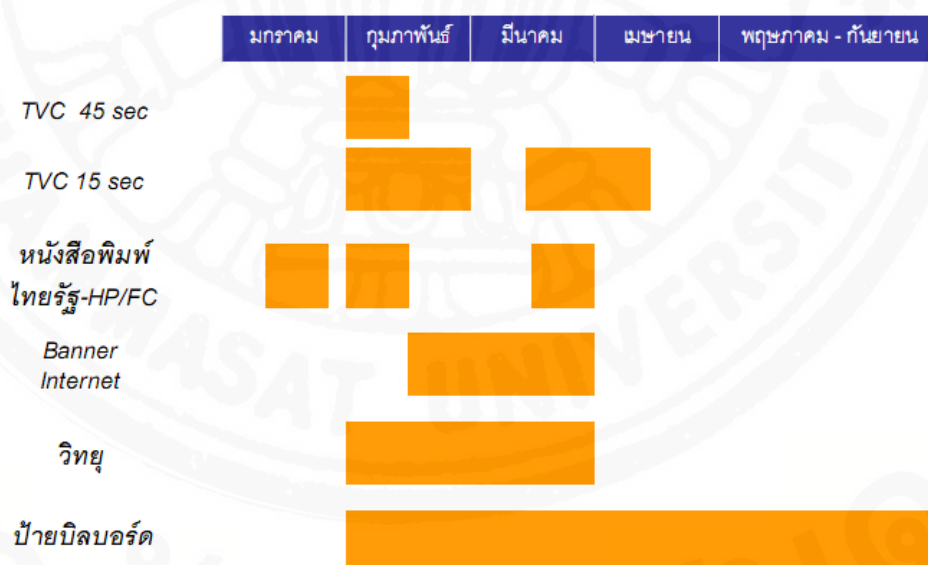 มกราคม กุมภาพันธ์ มีนาคม เมษายน พฤษภาคม - กันยายน
TVC 45 sec
TVC 15 sec
หนังสือพิมพ์
ไทยรัฐ-HP/FC
Banner
Internet
วิทยุ
ป้ายบิลบอร์ด
MASAT UNIVERSITY